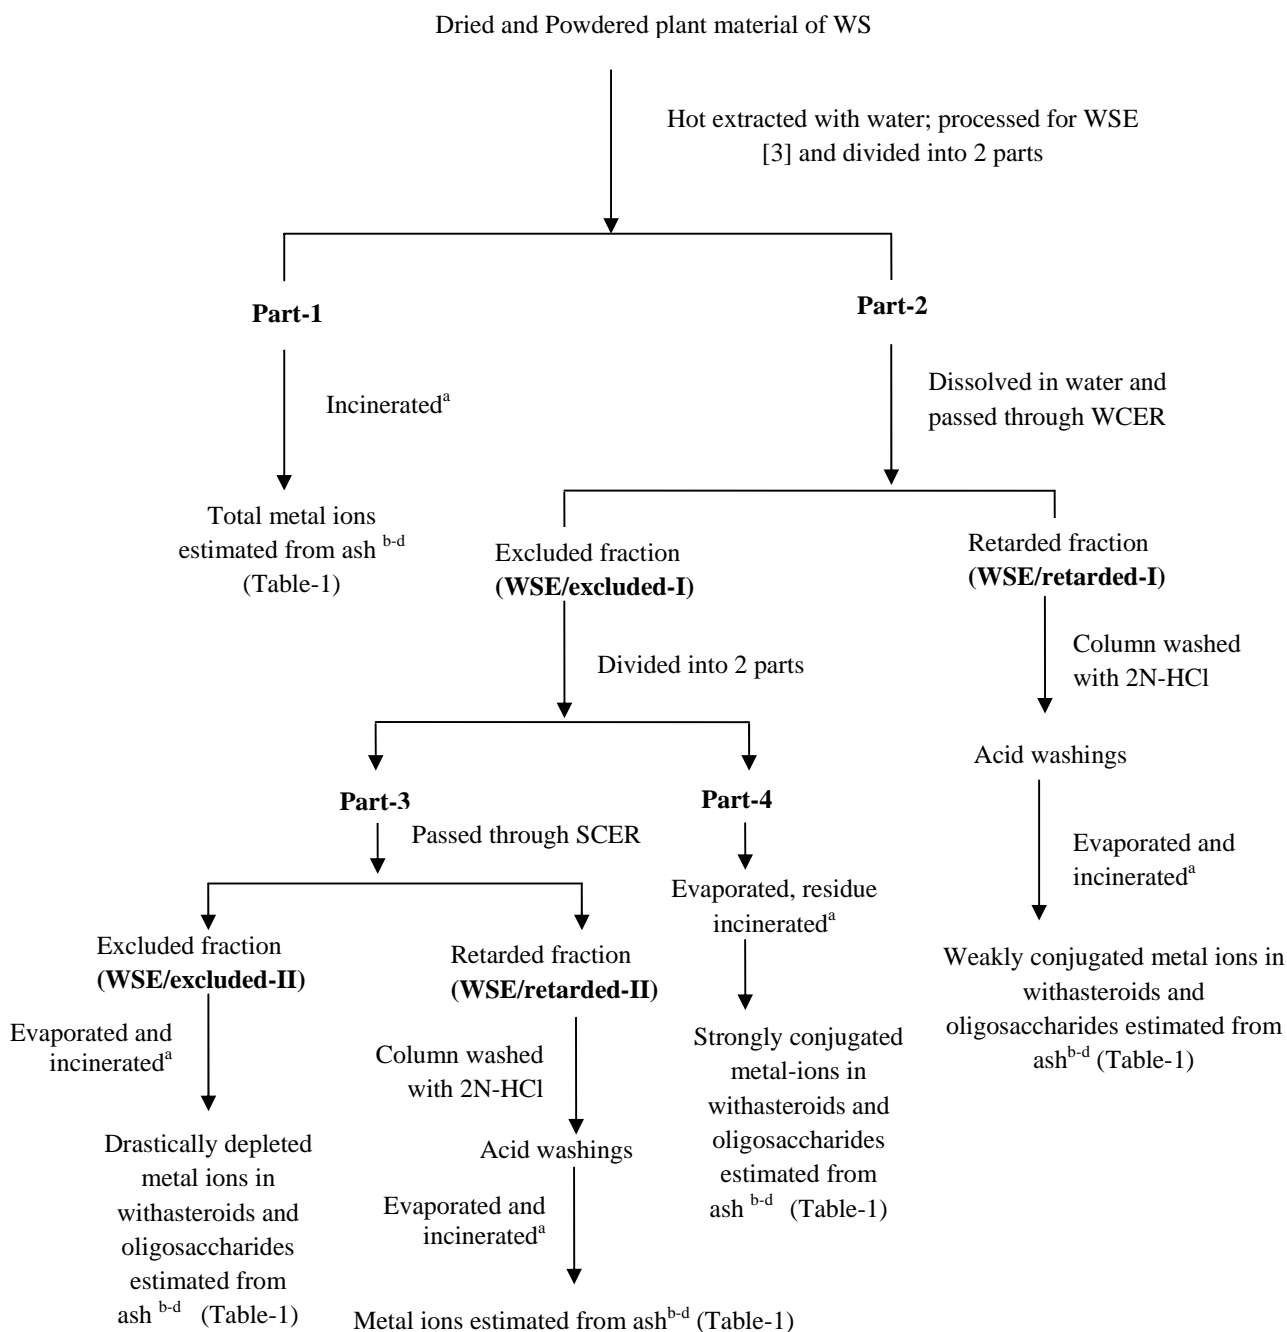 Dried and Powdered plant material of WS
Hot extracted with water; processed for WSE
[3] and divided into 2 parts
Part-1
Part-2
Incinerated^a
Dissolved in water and
passed through WCER
Total metal ions
estimated from ash ^b-d
(Table-1)
Excluded fraction
(WSE/excluded-I)
Retarded fraction
(WSE/retarded-I)
Divided into 2 parts
Column washed
with 2N-HCl
Acid washings
Part-3
Part-4
Passed through SCER
Evaporated and
incinerated^a
Evaporated, residue
incinerated^a
Excluded fraction
(WSE/excluded-II)
Retarded fraction
(WSE/retarded-II)
Weakly conjugated metal ions in
withasteroids and
oligosaccharides estimated from
ash^b-d (Table-1)
Evaporated and
incinerated^a
Column washed
with 2N-HCl
Strongly conjugated
metal-ions in
withasteroids and
oligosaccharides
estimated from
ash ^b-d (Table-1)
Drastically depleted
metal ions in
withasteroids and
oligosaccharides
estimated from
ash ^b-d (Table-1)
Acid washings
Evaporated and
incinerated^a
Metal ions estimated from ash^b-d (Table-1)